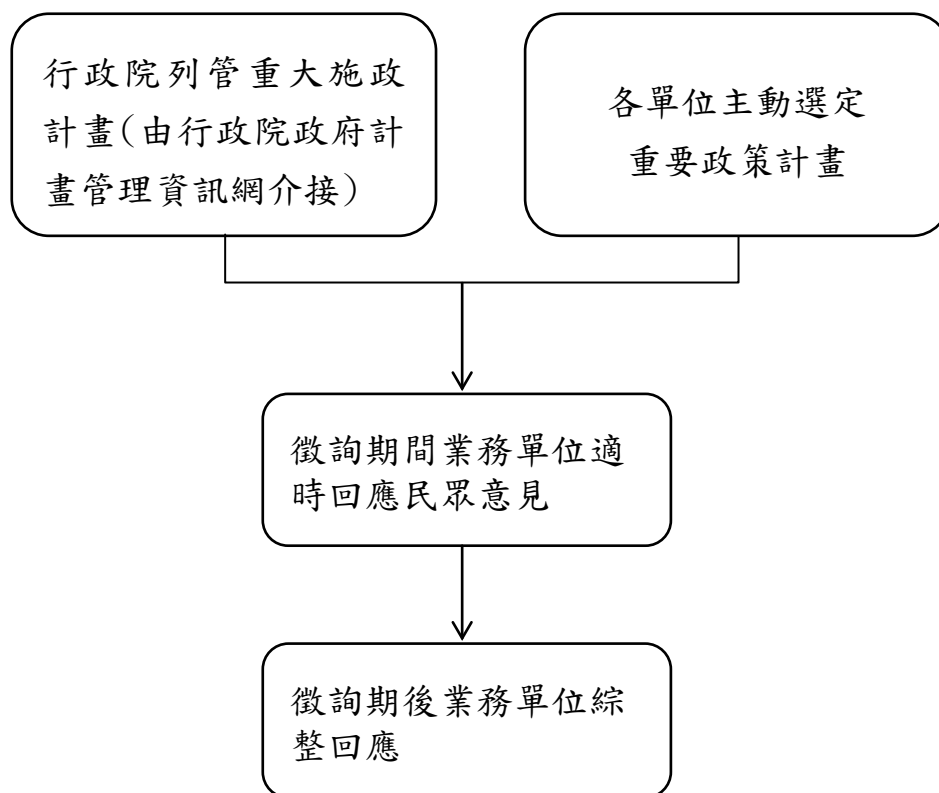 行政院列管重大施政
計畫(由行政院政府計
畫管理資訊網介接)
各單位主動選定
重要政策計畫
徵詢期間業務單位適
時回應民眾意見
徵詢期後業務單位綜
整回應